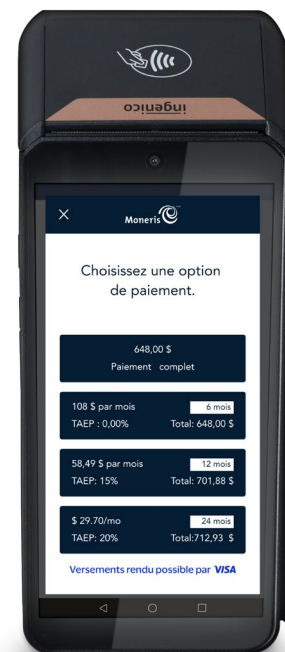 ingenico
Moneris
Choisissez une option
de paiement.
648,00 $
Paiement complet
108 $ par mois 6 mois
TAEP : 0,00% Total: 648,00 $
58,49 $ par mois 12 mois
TAEP: 15% Total: 701,88 $
$ 29.70/mo 24 mois
TAEP: 20% Total:712,93 $
Versements rendu possible par VISA